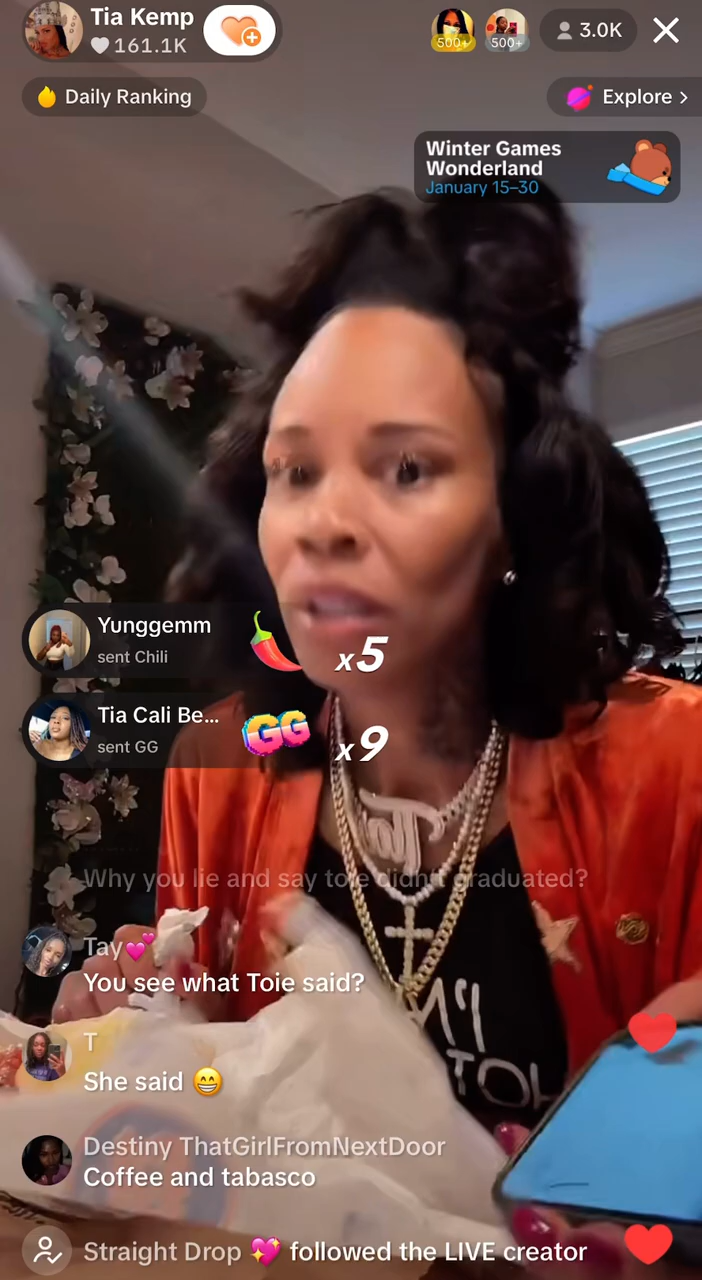 Tia Kemp
161.1K
500+
500+
3.0K
Daily Ranking
Explore
Winter Games
Wonderland
January 15–30
Yunggemm
sent Chili
x5
Tia Cali Be...
sent GG
GG
x9
Tia
Why you lie and say toie didn't graduated?
Tay💕
You see what Toie said?
T
She said 😁
Destiny ThatGirlFromNextDoor
Coffee and tabasco
Straight Drop 💖 followed the LIVE creator